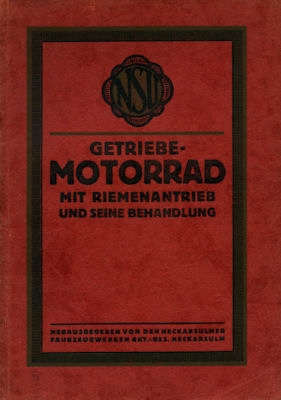 NSU
GETRIEBE-
MOTORRAD
MIT RIEMENANTRIEB
UND SEINE BEHANDLUNG
HERAUSGEGEBEN VON DEN NECKARSULMER
FAHRZEUGWERKEN AKT.-GES. NECKARSULM